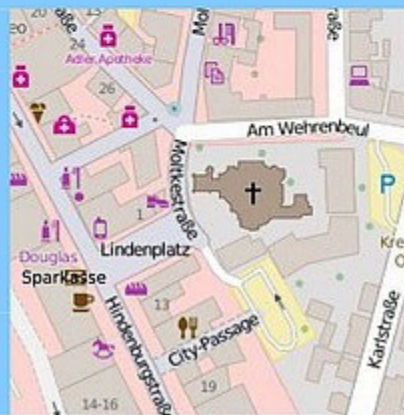 20
13
24
Adler Apotheke
26
Am Wehrenbeul
Moltkestraße
P
1
Lindenplatz
Douglas
Sparkasse
13
Hindenburgstraße
City-Passage
Karlstraße
19
14-16